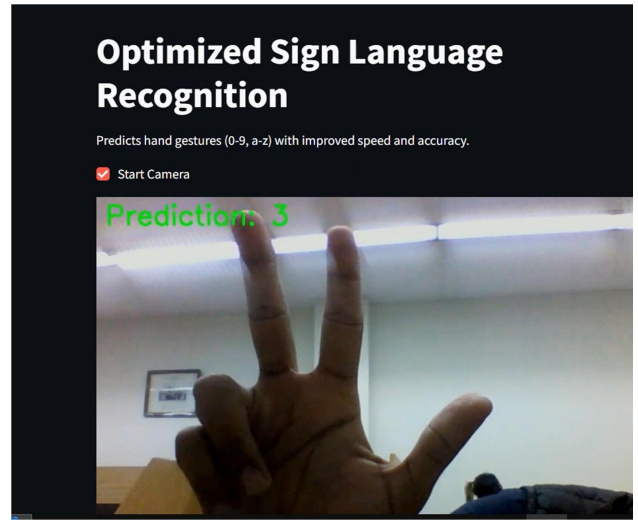 Optimized Sign Language
Recognition
Predicts hand gestures (0-9, a-z) with improved speed and accuracy.
Start Camera
Prediction: 3